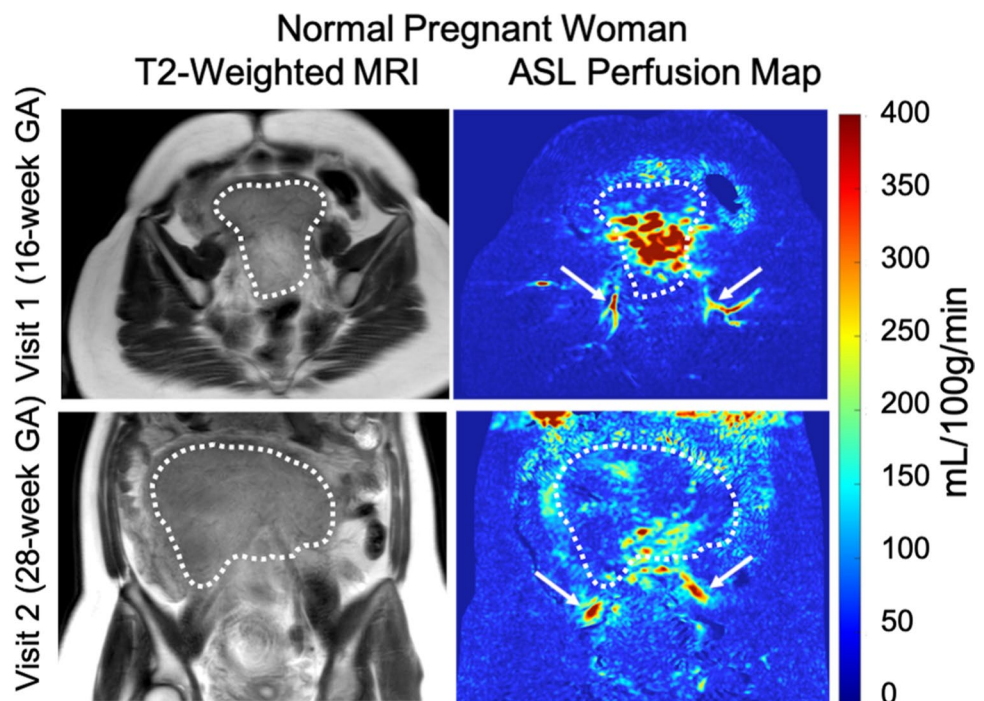 Normal Pregnant Woman
T2-Weighted MRI
ASL Perfusion Map
Visit 1 (16-week GA)
Visit 2 (28-week GA)
400
350
300
250
200
150
100
50
0
mL/100g/min